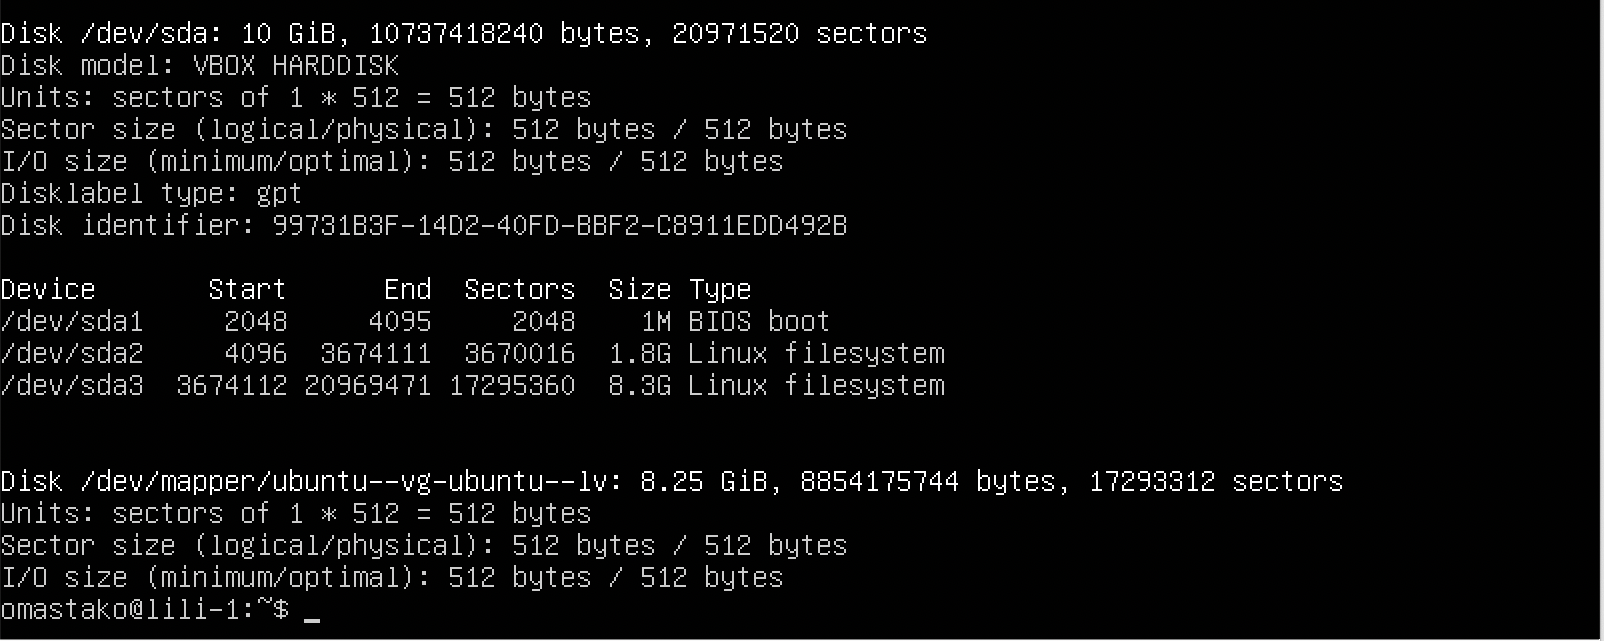 Disk /dev/sda: 10 GiB, 10737418240 bytes, 20971520 sectors
Disk model: VBOX HARDDISK
Units: sectors of 1 * 512 = 512 bytes
Sector size (logical/physical): 512 bytes / 512 bytes
I/O size (minimum/optimal): 512 bytes / 512 bytes
Disklabel type: gpt
Disk identifier: 99731B3F-14D2-40FD-BBF2-C8911EDD492B
Device       Start      End  Sectors  Size Type
/dev/sda1     2048     4095     2048    1M BIOS boot
/dev/sda2     4096  3674111  3670016  1.8G Linux filesystem
/dev/sda3  3674112 20969471 17295360  8.3G Linux filesystem
Disk /dev/mapper/ubuntu--vg-ubuntu--lv: 8.25 GiB, 8854175744 bytes, 17293312 sectors
Units: sectors of 1 * 512 = 512 bytes
Sector size (logical/physical): 512 bytes / 512 bytes
I/O size (minimum/optimal): 512 bytes / 512 bytes
omastako@lili-1:~$ _